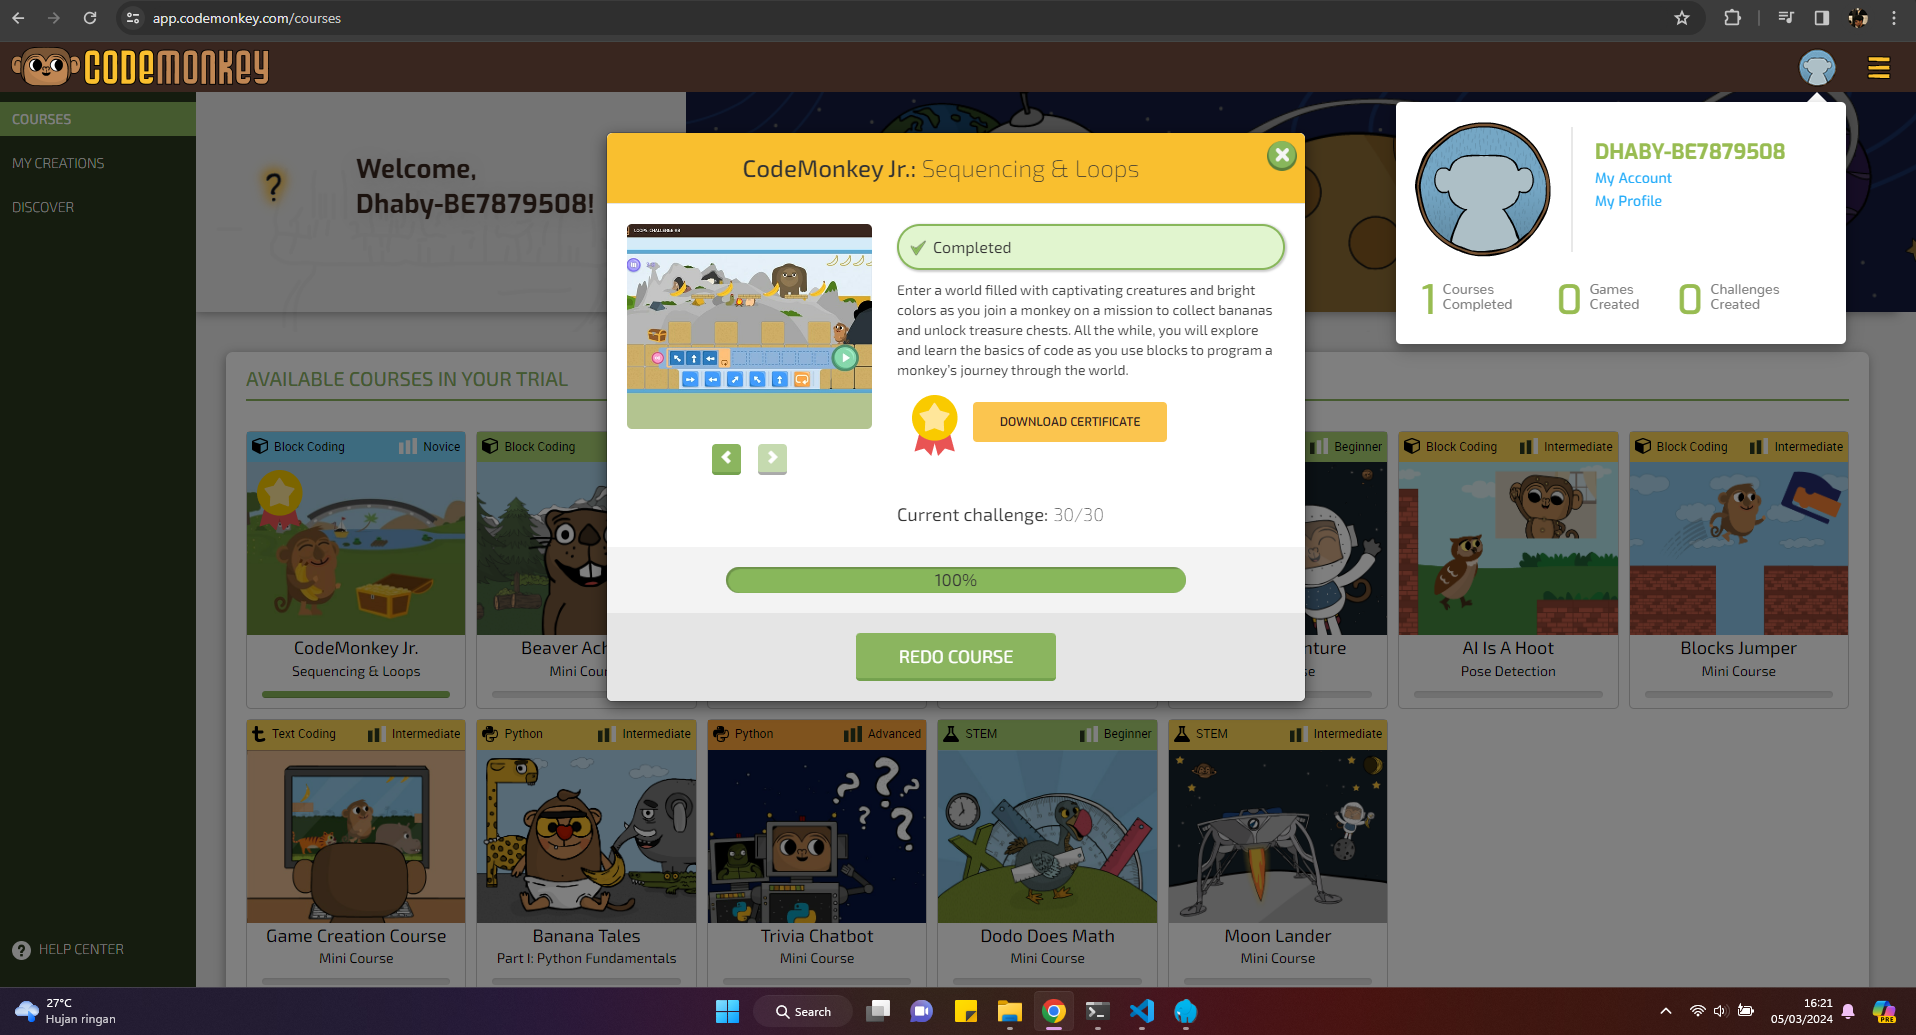 app.codemonkey.com/courses
CODEMONKEY
COURSES
MY CREATIONS
DISCOVER
HELP CENTER
Welcome,
Dhaby-BE7879508!
DHABY-BE7879508
My Account
My Profile
1 Courses Completed
0 Games Created
0 Challenges Created
CodeMonkey Jr.: Sequencing & Loops
Completed
Enter a world filled with captivating creatures and bright
colors as you join a monkey on a mission to collect bananas
and unlock treasure chests. All the while, you will explore
and learn the basics of code as you use blocks to program a
monkey's journey through the world.
DOWNLOAD CERTIFICATE
Current challenge: 30/30
100%
REDO COURSE
AVAILABLE COURSES IN YOUR TRIAL
Block Coding Novice
CodeMonkey Jr.
Sequencing & Loops
Block Coding
Beaver
Mini
Beginner
Block Coding Intermediate
AI Is A Hoot
Pose Detection
Block Coding Intermediate
Blocks Jumper
Mini Course
Text Coding Intermediate
Game Creation Course
Mini Course
Python Intermediate
Banana Tales
Part I: Python Fundamentals
Python Advanced
Trivia Chatbot
Mini Course
STEM Beginner
Dodo Does Math
Mini Course
STEM Intermediate
Moon Lander
Mini Course
27°C
Hujan ringan
Search
16:21
05/03/2024
PRE